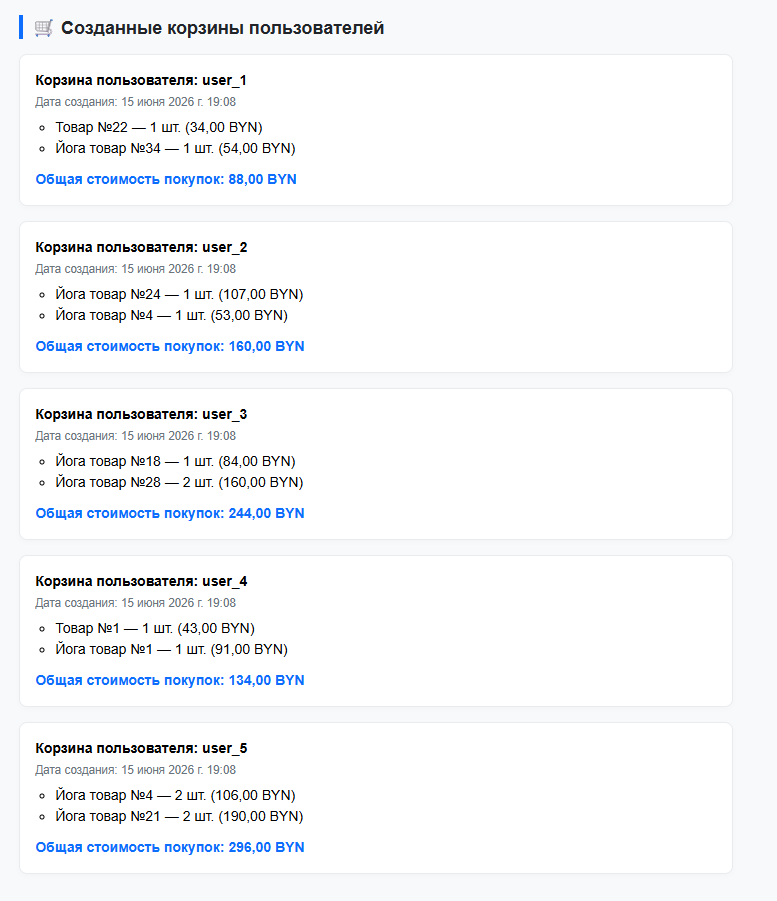 Созданные корзины пользователей
Корзина пользователя: user_1
Дата создания: 15 июня 2026 г. 19:08
Товар №22 — 1 шт. (34,00 BYN)
Йога товар №34 — 1 шт. (54,00 BYN)
Общая стоимость покупок: 88,00 BYN
Корзина пользователя: user_2
Дата создания: 15 июня 2026 г. 19:08
Йога товар №24 — 1 шт. (107,00 BYN)
Йога товар №4 — 1 шт. (53,00 BYN)
Общая стоимость покупок: 160,00 BYN
Корзина пользователя: user_3
Дата создания: 15 июня 2026 г. 19:08
Йога товар №18 — 1 шт. (84,00 BYN)
Йога товар №28 — 2 шт. (160,00 BYN)
Общая стоимость покупок: 244,00 BYN
Корзина пользователя: user_4
Дата создания: 15 июня 2026 г. 19:08
Товар №1 — 1 шт. (43,00 BYN)
Йога товар №1 — 1 шт. (91,00 BYN)
Общая стоимость покупок: 134,00 BYN
Корзина пользователя: user_5
Дата создания: 15 июня 2026 г. 19:08
Йога товар №4 — 2 шт. (106,00 BYN)
Йога товар №21 — 2 шт. (190,00 BYN)
Общая стоимость покупок: 296,00 BYN